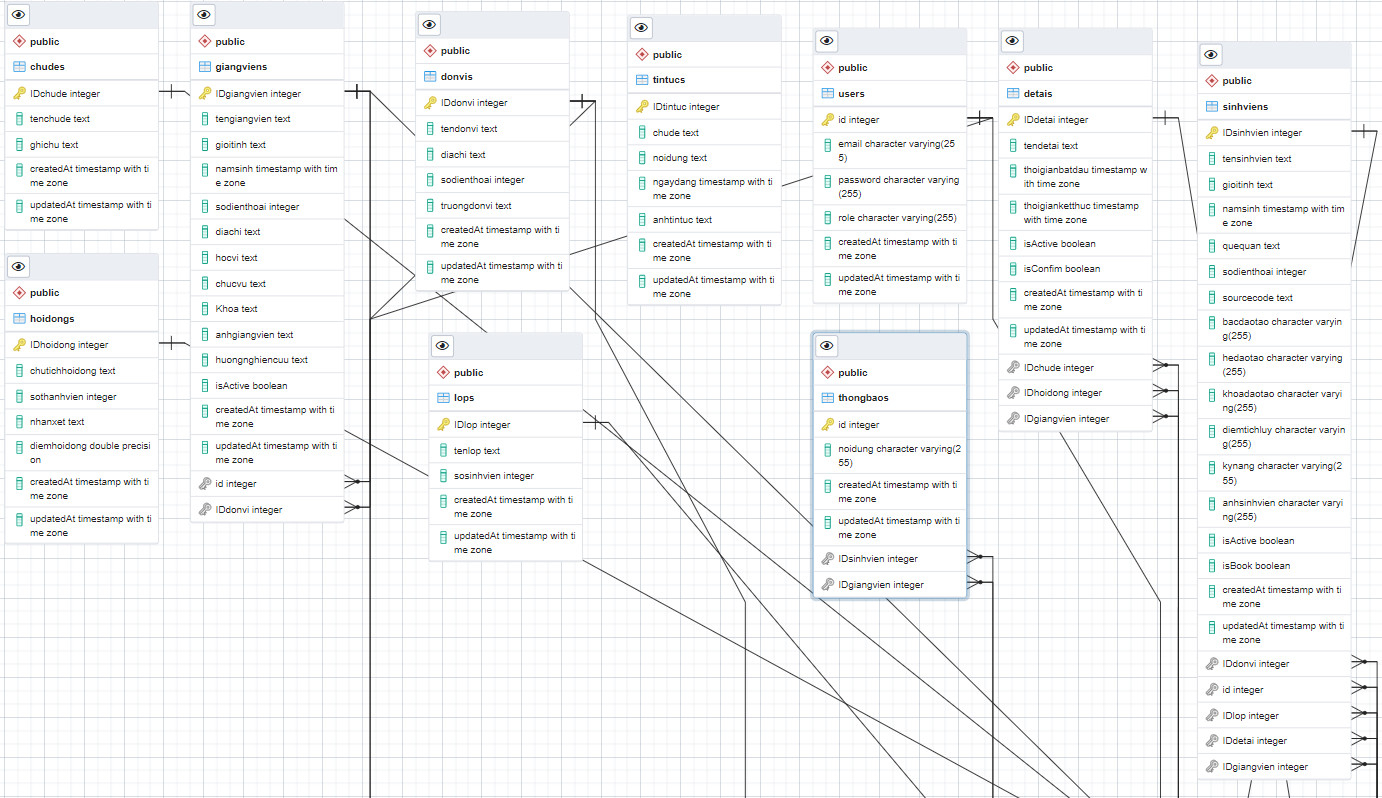 public
chudes
IDchude integer
tenchude text
ghichu text
createdAt timestamp with ti
me zone
updatedAt timestamp with ti
me zone
public
hoidongs
IDhoidong integer
chutichhoidong text
sothanhvien integer
nhanxet text
diemhoidong double precisi
on
createdAt timestamp with ti
me zone
updatedAt timestamp with ti
me zone
public
giangviens
IDgiangvien integer
tengiangvien text
gioitinh text
namsinh timestamp with tim
e zone
sodienthoai integer
diachi text
hocvi text
chucvu text
Khoa text
anhgiangvien text
huongnghiencuu text
isActive boolean
createdAt timestamp with ti
me zone
updatedAt timestamp with ti
me zone
id integer
IDdonvi integer
public
donvis
IDdonvi integer
tendonvi text
diachi text
sodienthoai integer
truongdonvi text
createdAt timestamp with ti
me zone
updatedAt timestamp with ti
me zone
public
lops
IDlop integer
tenlop text
sosinhvien integer
createdAt timestamp with ti
me zone
updatedAt timestamp with ti
me zone
public
tintucs
IDtintuc integer
chude text
noidung text
ngaydang timestamp with ti
me zone
anhtintuc text
createdAt timestamp with ti
me zone
updatedAt timestamp with ti
me zone
public
users
id integer
email character varying(25
5)
password character varying
(255)
role character varying(255)
createdAt timestamp with ti
me zone
updatedAt timestamp with ti
me zone
public
thongbaos
id integer
noidung character varying(2
55)
createdAt timestamp with ti
me zone
updatedAt timestamp with ti
me zone
IDsinhvien integer
IDgiangvien integer
public
detais
IDdetai integer
tendetai text
thoigianbatdau timestamp w
ith time zone
thoigianketthuc timestamp
with time zone
isActive boolean
isConfim boolean
createdAt timestamp with ti
me zone
updatedAt timestamp with ti
me zone
IDchude integer
IDhoidong integer
IDgiangvien integer
public
sinhviens
IDsinhvien integer
tensinhvien text
gioitinh text
namsinh timestamp with tim
e zone
quequan text
sodienthoai integer
sourcecode text
bacdaotao character varyin
g(255)
hedaotao character varying
(255)
khoadaotao character varyi
ng(255)
diemtichluy character varyin
g(255)
kynang character varying(2
55)
anhsinhvien character varyi
ng(255)
isActive boolean
isBook boolean
createdAt timestamp with ti
me zone
updatedAt timestamp with ti
me zone
IDdonvi integer
id integer
IDlop integer
IDdetai integer
IDgiangvien integer